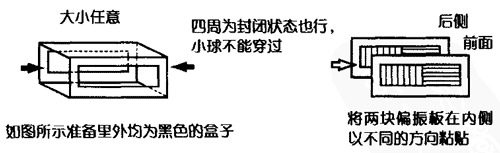 大小任意
四周为封闭状态也行,
小球不能穿过
后侧
前面
如图所示准备里外均为黑色的盒子
将两块偏振板在内侧
以不同的方向粘贴